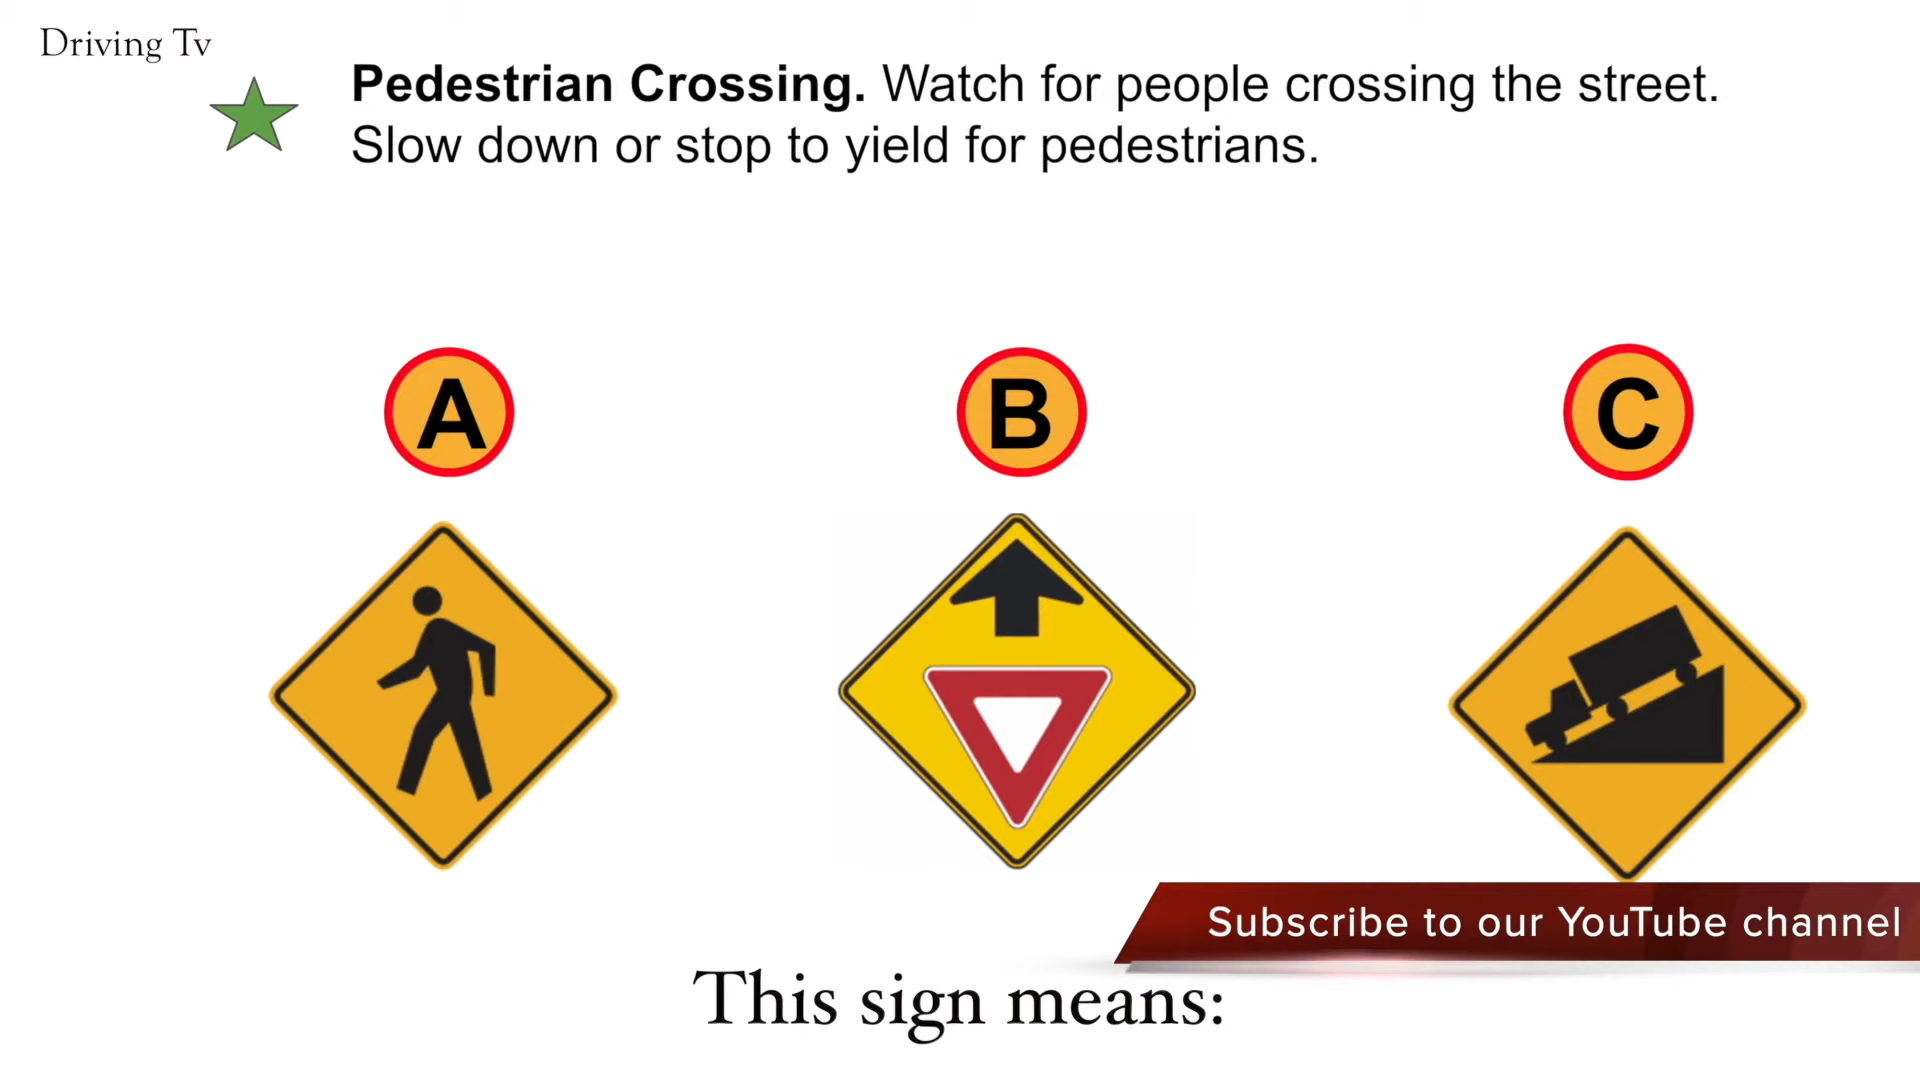 Driving Tv
Pedestrian Crossing. Watch for people crossing the street.
Slow down or stop to yield for pedestrians.
A
B
C
Subscribe to our YouTube channel
This sign means: